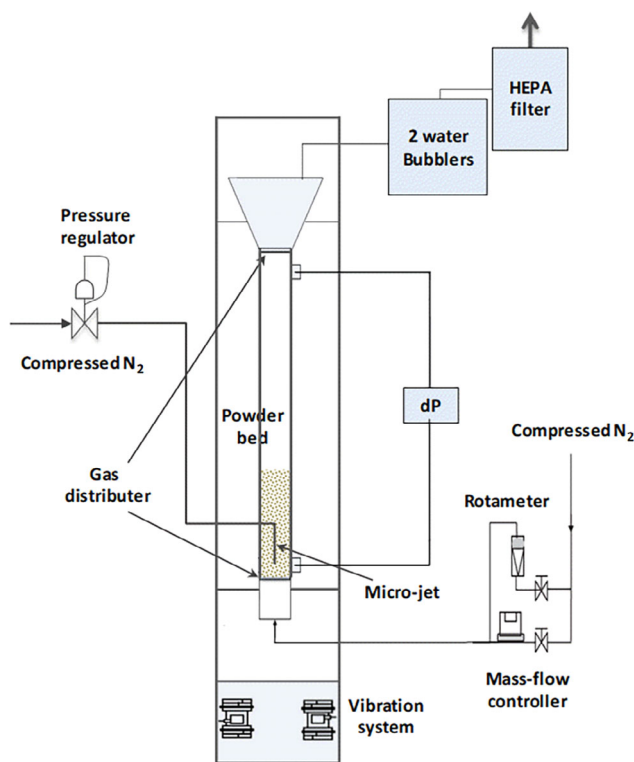 HEPA
filter
2 water
Bubblers
Pressure
regulator
Compressed N₂
Powder
bed
dP
Compressed N₂
Gas
distributer
Rotameter
Micro-jet
Mass-flow
controller
Vibration
system